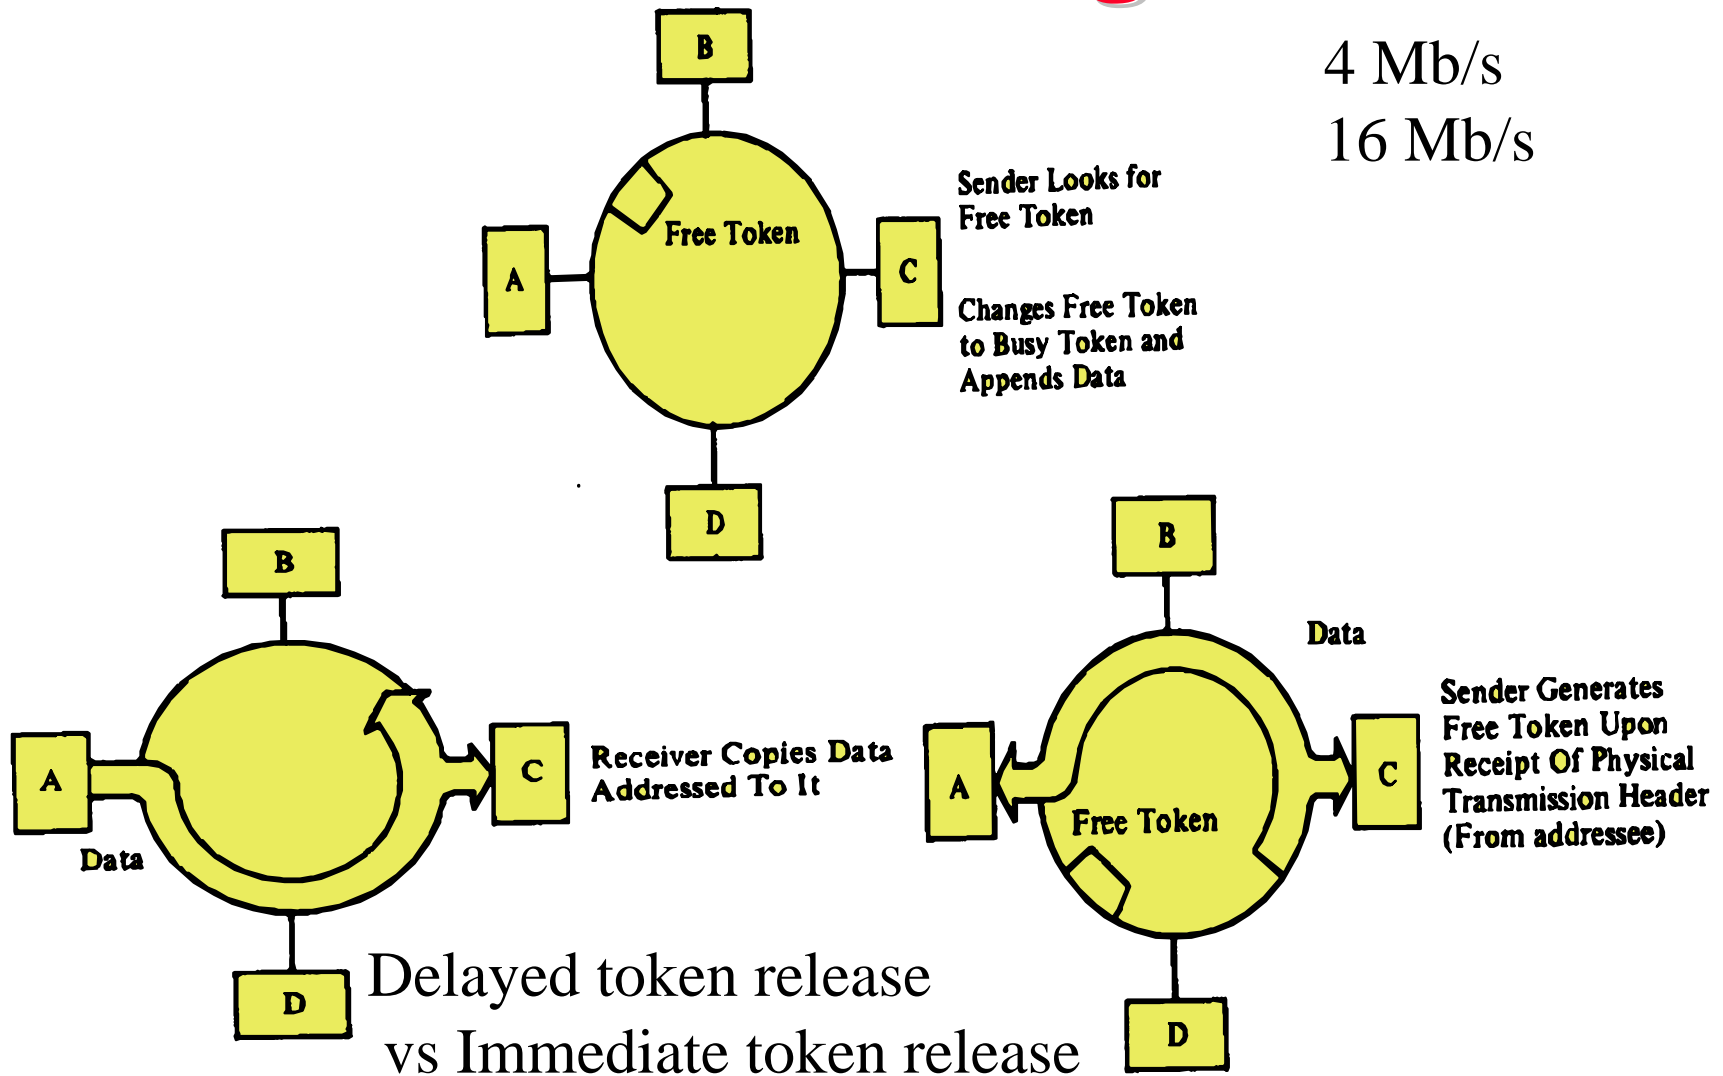 4 Mb/s
16 Mb/s
B
A
Free Token
C
D
Sender Looks for
Free Token
Changes Free Token
to Busy Token and
Appends Data
B
A
C
D
Data
Receiver Copies Data
Addressed To It
B
A
C
D
Data
Free Token
Sender Generates
Free Token Upon
Receipt Of Physical
Transmission Header
(From addressee)
Delayed token release
vs Immediate token release